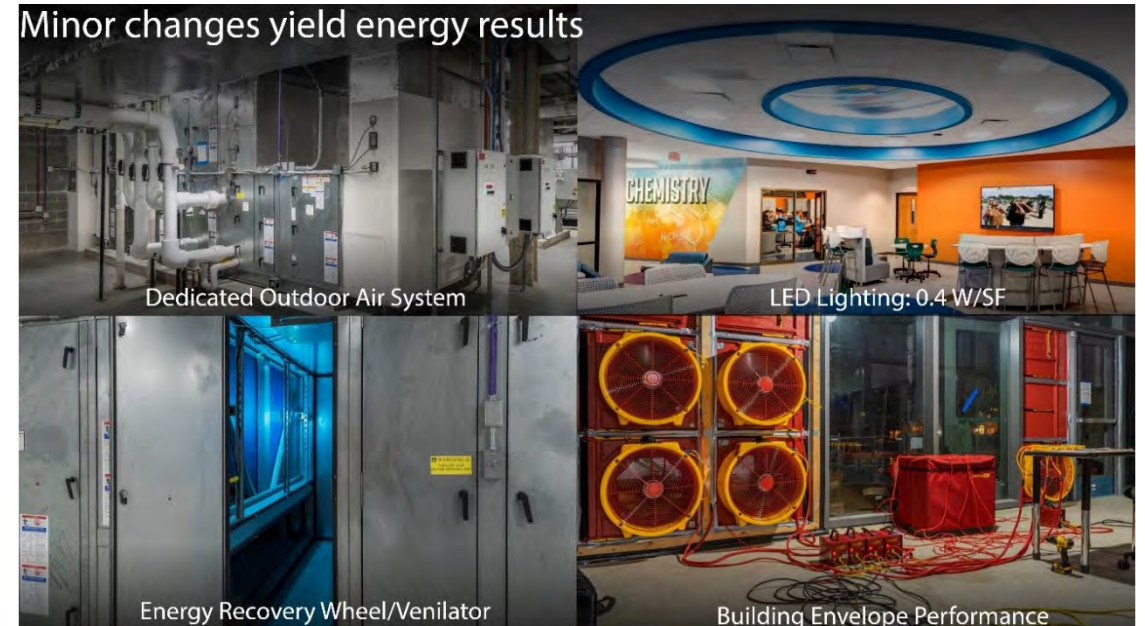 Minor changes yield energy results
CHEMISTRY
Dedicated Outdoor Air System
LED Lighting: 0.4 W/SF
WARNING
Energy Recovery Wheel/Venilator
Building Envelope Performance